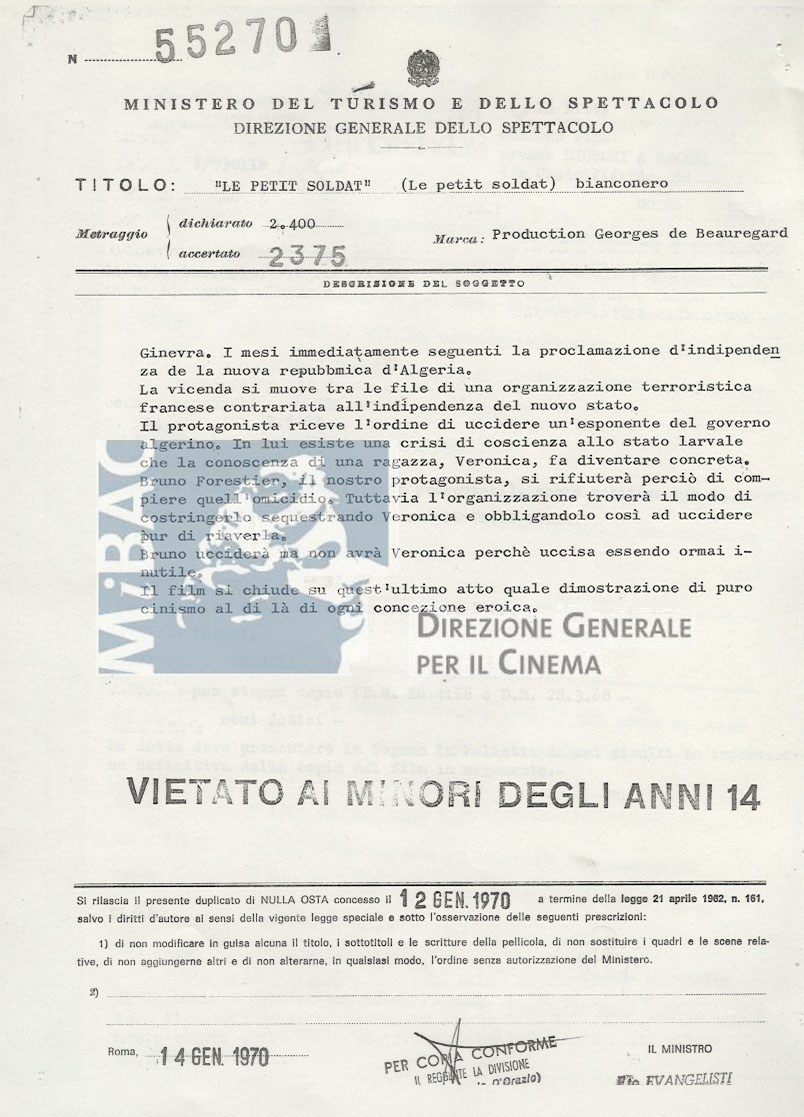 N 55270
MINISTERO DEL TURISMO E DELLO SPETTACOLO
DIREZIONE GENERALE DELLO SPETTACOLO
TITOLO: "LE PETIT SOLDAT" (Le petit soldat) bianconero
Metraggio dichiarato 2.400
accertato 2375
Marca: Production Georges de Beauregard
DESCRIZIONE DEL SOGGETTO
Ginevra. I mesi immediatamente seguenti la proclamazione d'indipenden
za de la nuova repubbmica d'Algeria.
La vicenda si muove tra le file di una organizzazione terroristica
francese contrariata all'indipendenza del nuovo stato.
Il protagonista riceve l'ordine di uccidere un'esponente del governo
algerino. In lui esiste una crisi di coscienza allo stato larvale
che la conoscenza di una ragazza, Veronica, fa diventare concreta.
Bruno Forestier, il nostro protagonista, si rifiuterà perciò di com-
piere quell'omicidio. Tuttavia l'organizzazione troverà il modo di
costringerlo sequestrando Veronica e obbligandolo così ad uccidere
pur di riaverla.
Bruno ucciderà ma non avrà Veronica perchè uccisa essendo ormai i-
nutile.
Il film si chiude su quest'ultimo atto quale dimostrazione di puro
cinismo al di là di ogni concezione eroica.
MiBAC
DIREZIONE GENERALE
PER IL CINEMA
VIETATO AI MINORI DEGLI ANNI 14
Si rilascia il presente duplicato di NULLA OSTA concesso il 12 GEN. 1970 a termine della legge 21 aprile 1962, n. 161,
salvo i diritti d'autore ai sensi della vigente legge speciale e sotto l'osservazione delle seguenti prescrizioni:
1) di non modificare in guisa alcuna il titolo, i sottotitoli e le scritture della pellicola, di non sostituire i quadri e le scene rela-
tive, di non aggiungerne altri e di non alterarne, in qualsiasi modo, l'ordine senza autorizzazione del Ministero.
2)
Roma, 14 GEN. 1970
PER COPIA CONFORME
IL REGGENTE LA DIVISIONE
d'Orazio)
IL MINISTRO
EVANGELISTI